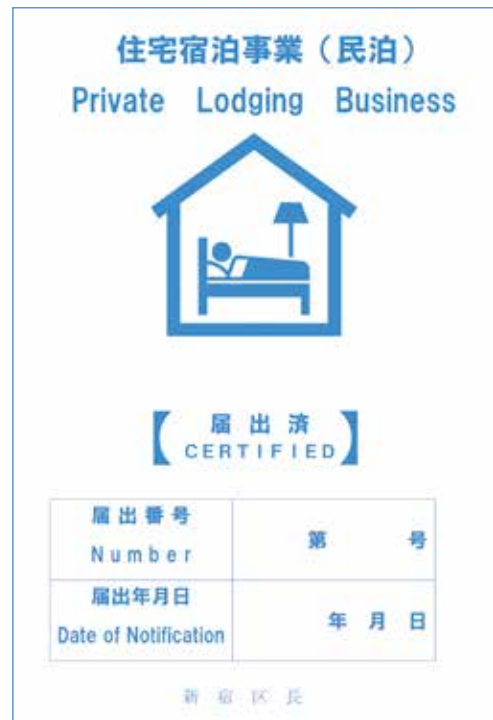 住宅宿泊事業（民泊）
Private Lodging Business
届出済
CERTIFIED
届出番号
Number
第 号
届出年月日
Date of Notification
年 月 日
新宿区長